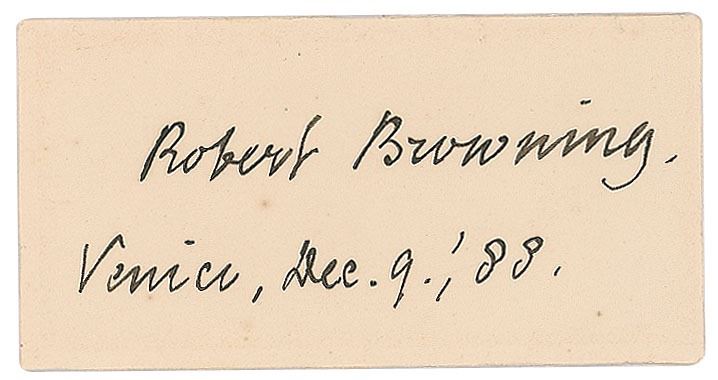 Robert Browning.
Venice, Dec. 9. '88.